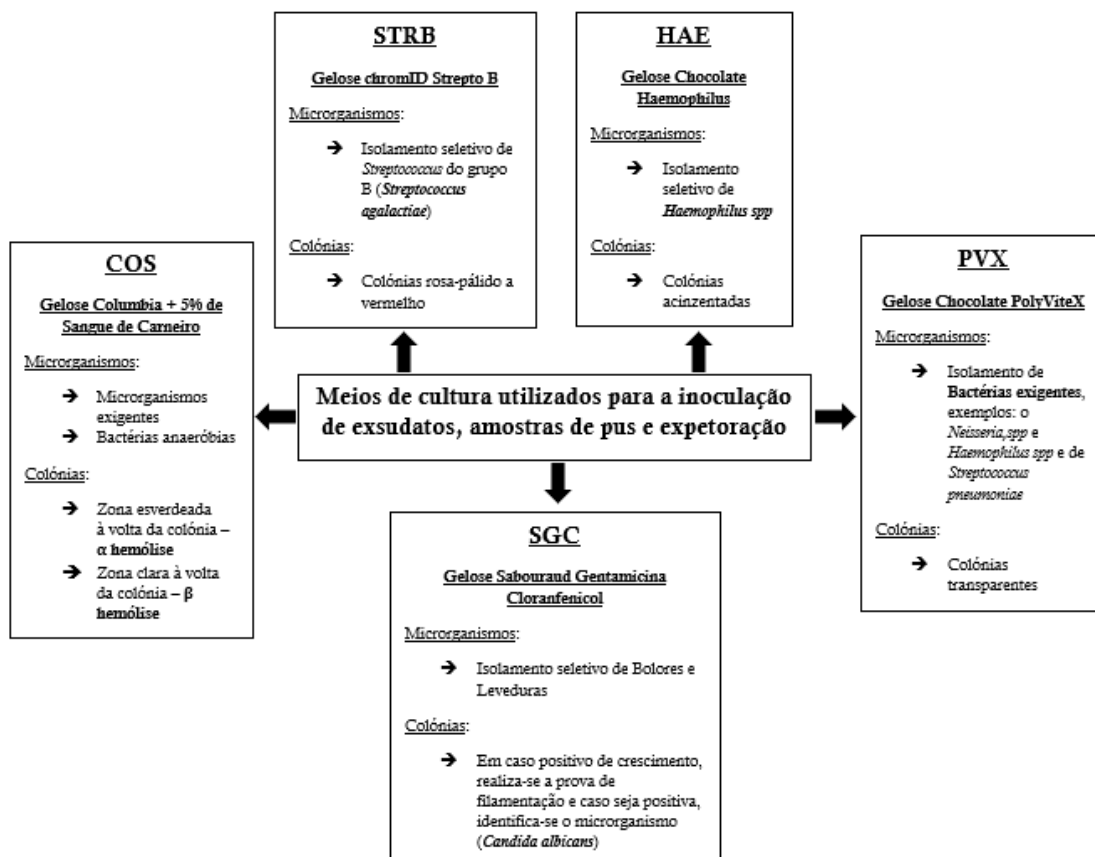 STRB
Gelose chromID Strepto B
Microrganismos:
➔ Isolamento seletivo de
Streptococcus do grupo
B (Streptococcus
agalactiae)
Colónias:
➔ Colónias rosa-pálido a
vermelho
HAE
Gelose Chocolate
Haemophilus
Microrganismos:
➔ Isolamento
seletivo de
Haemophilus spp
Colónias:
➔ Colónias
acinzentadas
COS
Gelose Columbia + 5% de
Sangue de Carneiro
Microrganismos:
➔ Microrganismos
exigentes
➔ Bactérias anaeróbias
Colónias:
➔ Zona esverdeada
à volta da colónia –
α hemólise
➔ Zona clara à volta
da colónia – β
hemólise
Meios de cultura utilizados para a inoculação
de exsudatos, amostras de pus e expetoração
PVX
Gelose Chocolate PolyViteX
Microrganismos:
➔ Isolamento de
Bactérias exigentes,
exemplos: o
Neisseria,spp e
Haemophilus spp e de
Streptococcus
pneumoniae
Colónias:
➔ Colónias
transparentes
SGC
Gelose Sabouraud Gentamicina
Cloranfenicol
Microrganismos:
➔ Isolamento seletivo de Bolores e
Leveduras
Colónias:
➔ Em caso positivo de crescimento,
realiza-se a prova de
filamentação e caso seja positiva,
identifica-se o microrganismo
(Candida albicans)